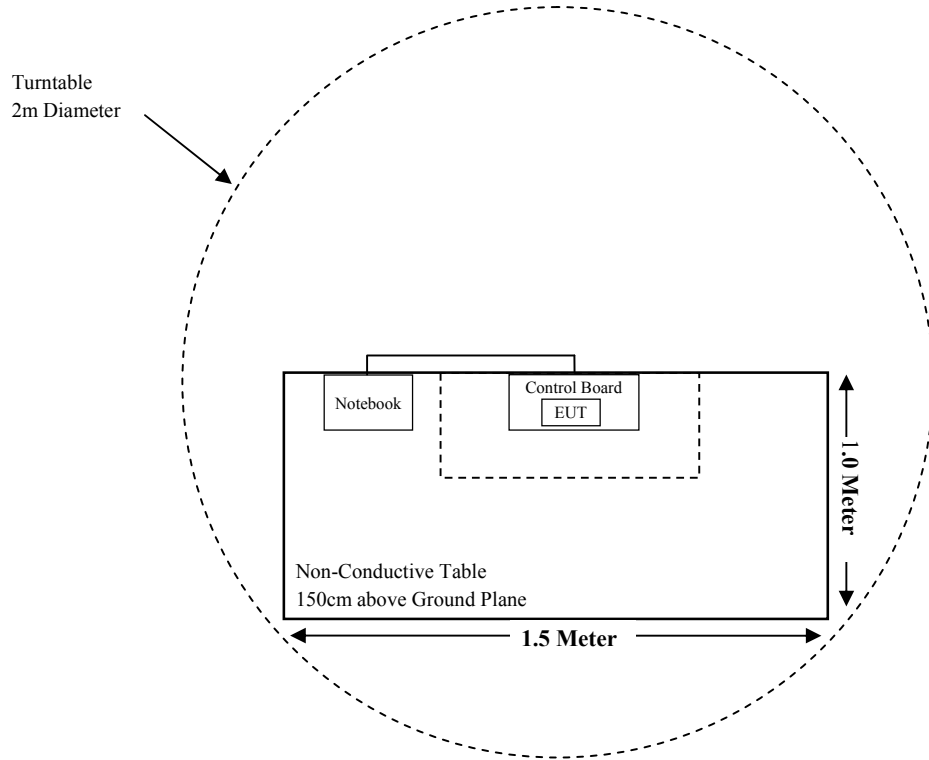 Turntable
2m Diameter
Notebook
Control Board
EUT
1.0 Meter
Non-Conductive Table
150cm above Ground Plane
1.5 Meter